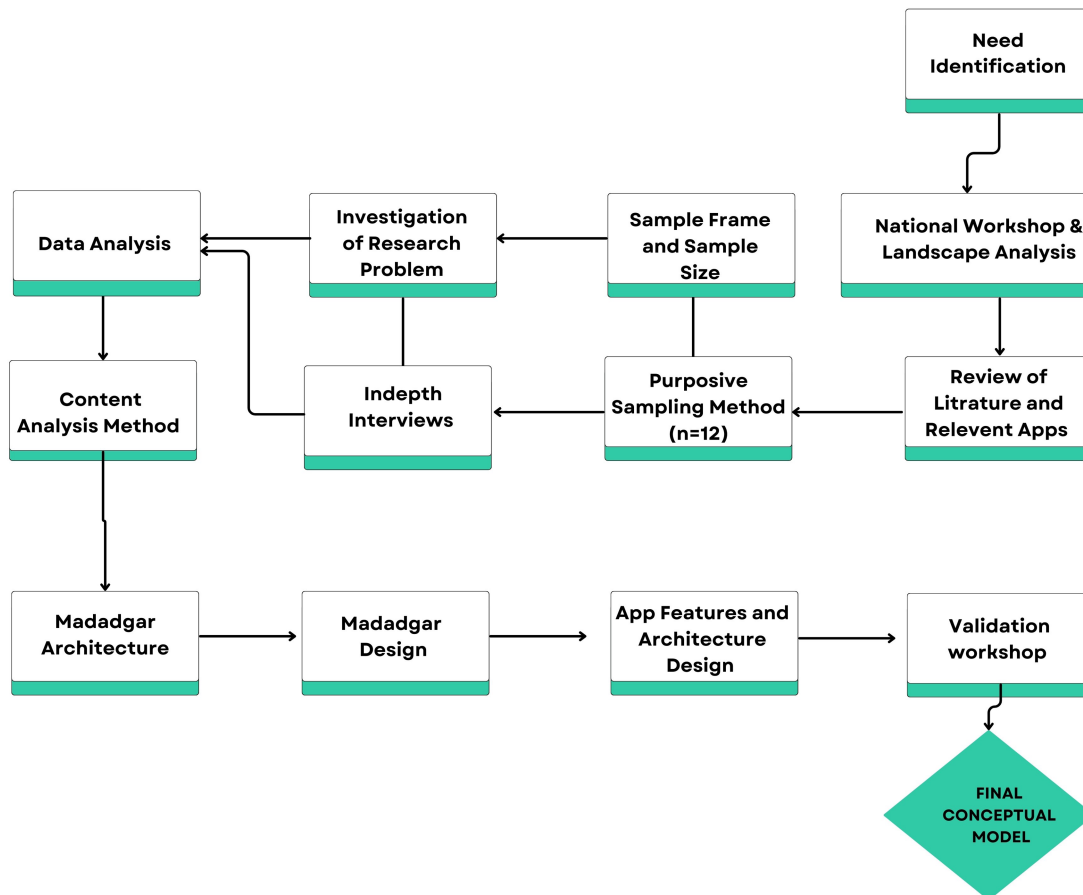 Need
Identification
National Workshop &
Landscape Analysis
Sample Frame
and Sample
Size
Investigation
of Research
Problem
Data Analysis
Review of
Litrature and
Relevent Apps
Purposive
Sampling Method
(n=12)
Indepth
Interviews
Content
Analysis Method
Madadgar
Architecture
Madadgar
Design
App Features and
Architecture
Design
Validation
workshop
FINAL
CONCEPTUAL
MODEL